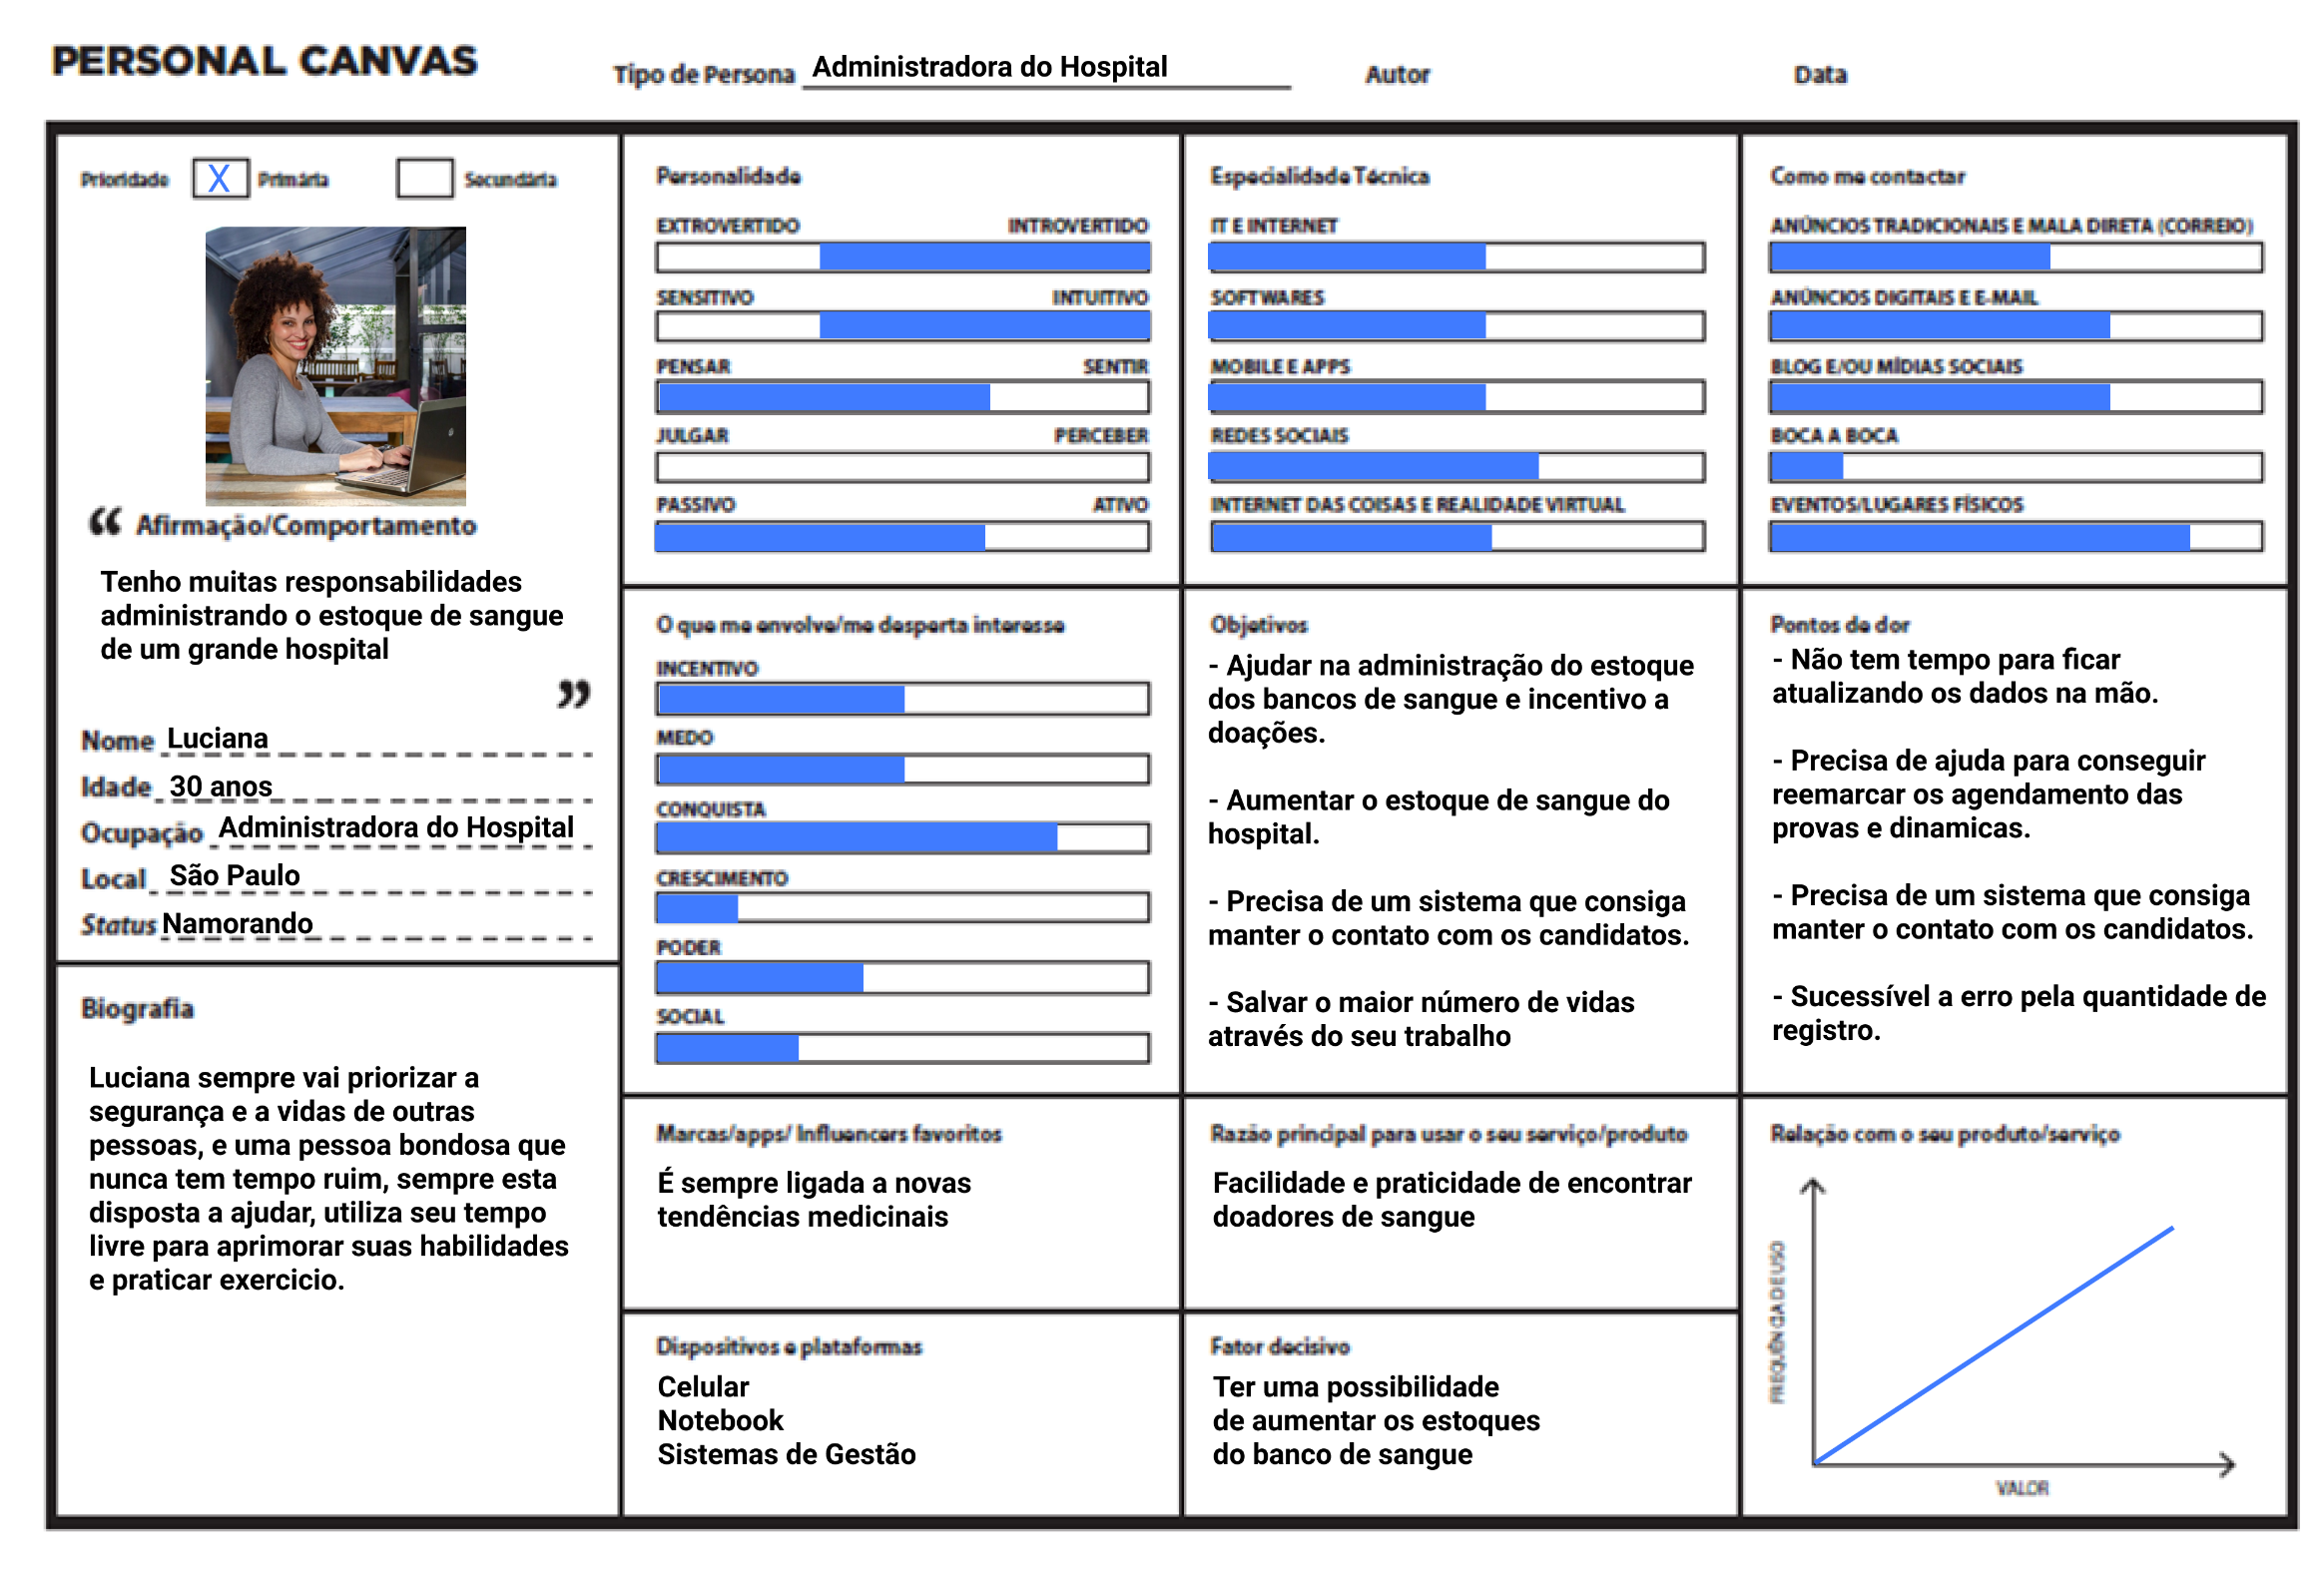 PERSONAL CANVAS
Tipo de Persona Administradora do Hospital
Autor
Data
Prioridade X Primária Secundária
“ Afirmação/Comportamento
Tenho muitas responsabilidades
administrando o estoque de sangue
de um grande hospital
”
Nome Luciana
Idade 30 anos
Ocupação Administradora do Hospital
Local São Paulo
Status Namorando
Biografia
Luciana sempre vai priorizar a
segurança e a vidas de outras
pessoas, e uma pessoa bondosa que
nunca tem tempo ruim, sempre esta
disposta a ajudar, utiliza seu tempo
livre para aprimorar suas habilidades
e praticar exercicio.
Personalidade
EXTROVERTIDO INTROVERTIDO
SENSITIVO INTUITIVO
PENSAR SENTIR
JULGAR PERCEBER
PASSIVO ATIVO
Especialidade Técnica
IT E INTERNET
SOFTWARES
MOBILE E APPS
REDES SOCIAIS
INTERNET DAS COISAS E REALIDADE VIRTUAL
Como me contactar
ANÚNCIOS TRADICIONAIS E MALA DIRETA (CORREIO)
ANÚNCIOS DIGITAIS E E-MAIL
BLOG E/OU MÍDIAS SOCIAIS
BOCA A BOCA
EVENTOS/LUGARES FÍSICOS
O que me envolve/me desperta interesse
INCENTIVO
MEDO
CONQUISTA
CRESCIMENTO
PODER
SOCIAL
Objetivos
- Ajudar na administração do estoque
dos bancos de sangue e incentivo a
doações.
- Aumentar o estoque de sangue do
hospital.
- Precisa de um sistema que consiga
manter o contato com os candidatos.
- Salvar o maior número de vidas
através do seu trabalho
Pontos de dor
- Não tem tempo para ficar
atualizando os dados na mão.
- Precisa de ajuda para conseguir
reemarcar os agendamento das
provas e dinamicas.
- Precisa de um sistema que consiga
manter o contato com os candidatos.
- Sucessível a erro pela quantidade de
registro.
Marcas/apps/ Influencers favoritos
É sempre ligada a novas
tendências medicinais
Razão principal para usar o seu serviço/produto
Facilidade e praticidade de encontrar
doadores de sangue
Relação com o seu produto/serviço
FREQUÊNCIA DE USO
VALOR
Dispositivos e plataformas
Celular
Notebook
Sistemas de Gestão
Fator decisivo
Ter uma possibilidade
de aumentar os estoques
do banco de sangue